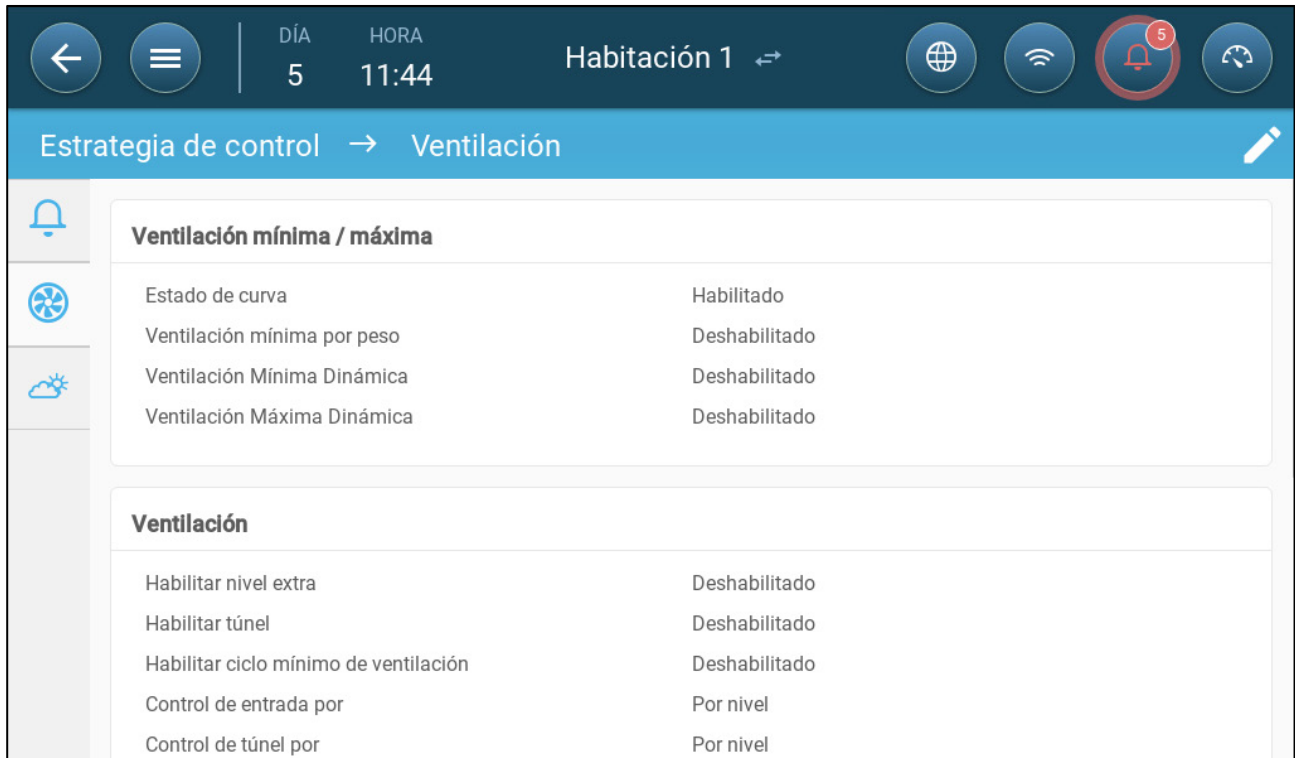 DÍA HORA
5 11:44 Habitación 1 5
Estrategia de control → Ventilación
Ventilación mínima / máxima
Estado de curva Habilitado
Ventilación mínima por peso Deshabilitado
Ventilación Mínima Dinámica Deshabilitado
Ventilación Máxima Dinámica Deshabilitado
Ventilación
Habilitar nivel extra Deshabilitado
Habilitar túnel Deshabilitado
Habilitar ciclo mínimo de ventilación Deshabilitado
Control de entrada por Por nivel
Control de túnel por Por nivel